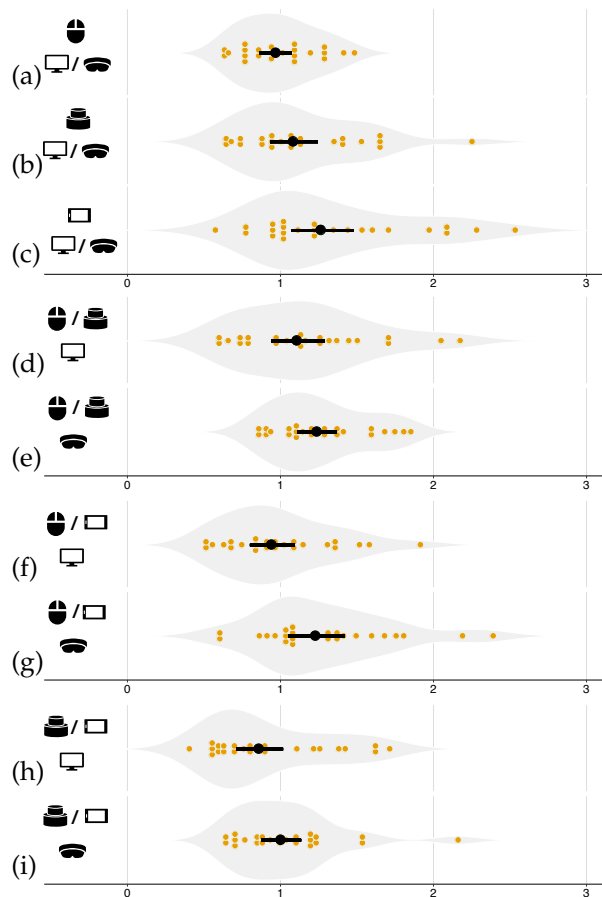 (a) /
(b) /
(c) /
0 1 2 3
(d) /
(e) /
0 1 2 3
(f) /
(g) /
0 1 2 3
(h) /
(i) /
0 1 2 3